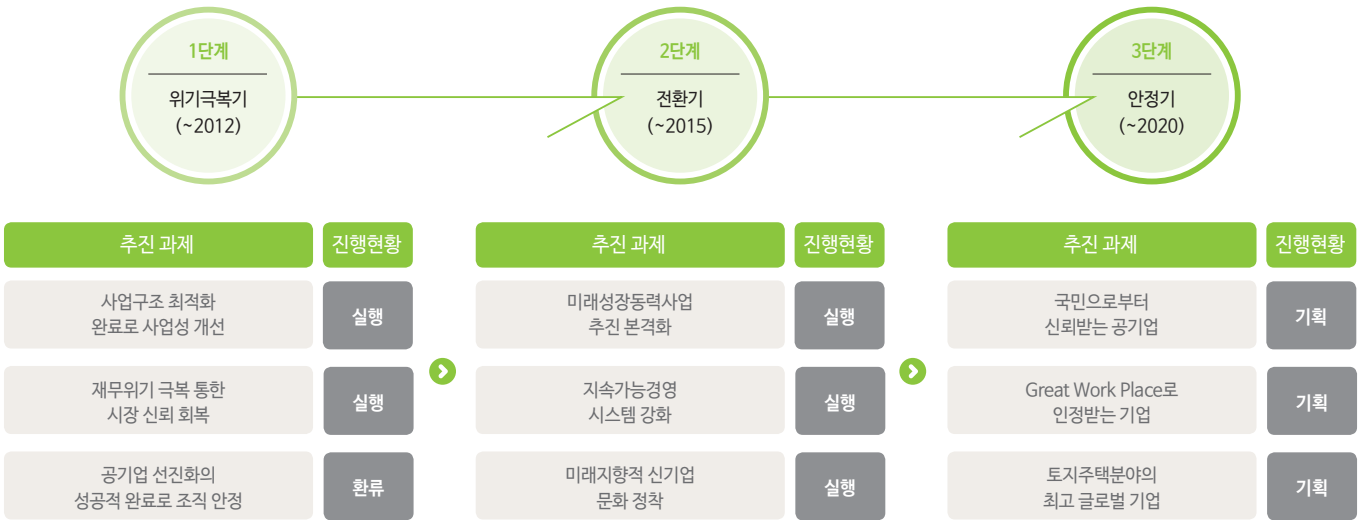 1단계
위기극복기
(~2012)
2단계
전환기
(~2015)
3단계
안정기
(~2020)
추진 과제
진행현황
사업구조 최적화
완료로 사업성 개선
실행
재무위기 극복 통한
시장 신뢰 회복
실행
공기업 선진화의
성공적 완료로 조직 안정
환류
추진 과제
진행현황
미래성장동력사업
추진 본격화
실행
지속가능경영
시스템 강화
실행
미래지향적 신기업
문화 정착
실행
추진 과제
진행현황
국민으로부터
신뢰받는 공기업
기획
Great Work Place로
인정받는 기업
기획
토지주택분야의
최고 글로벌 기업
기획